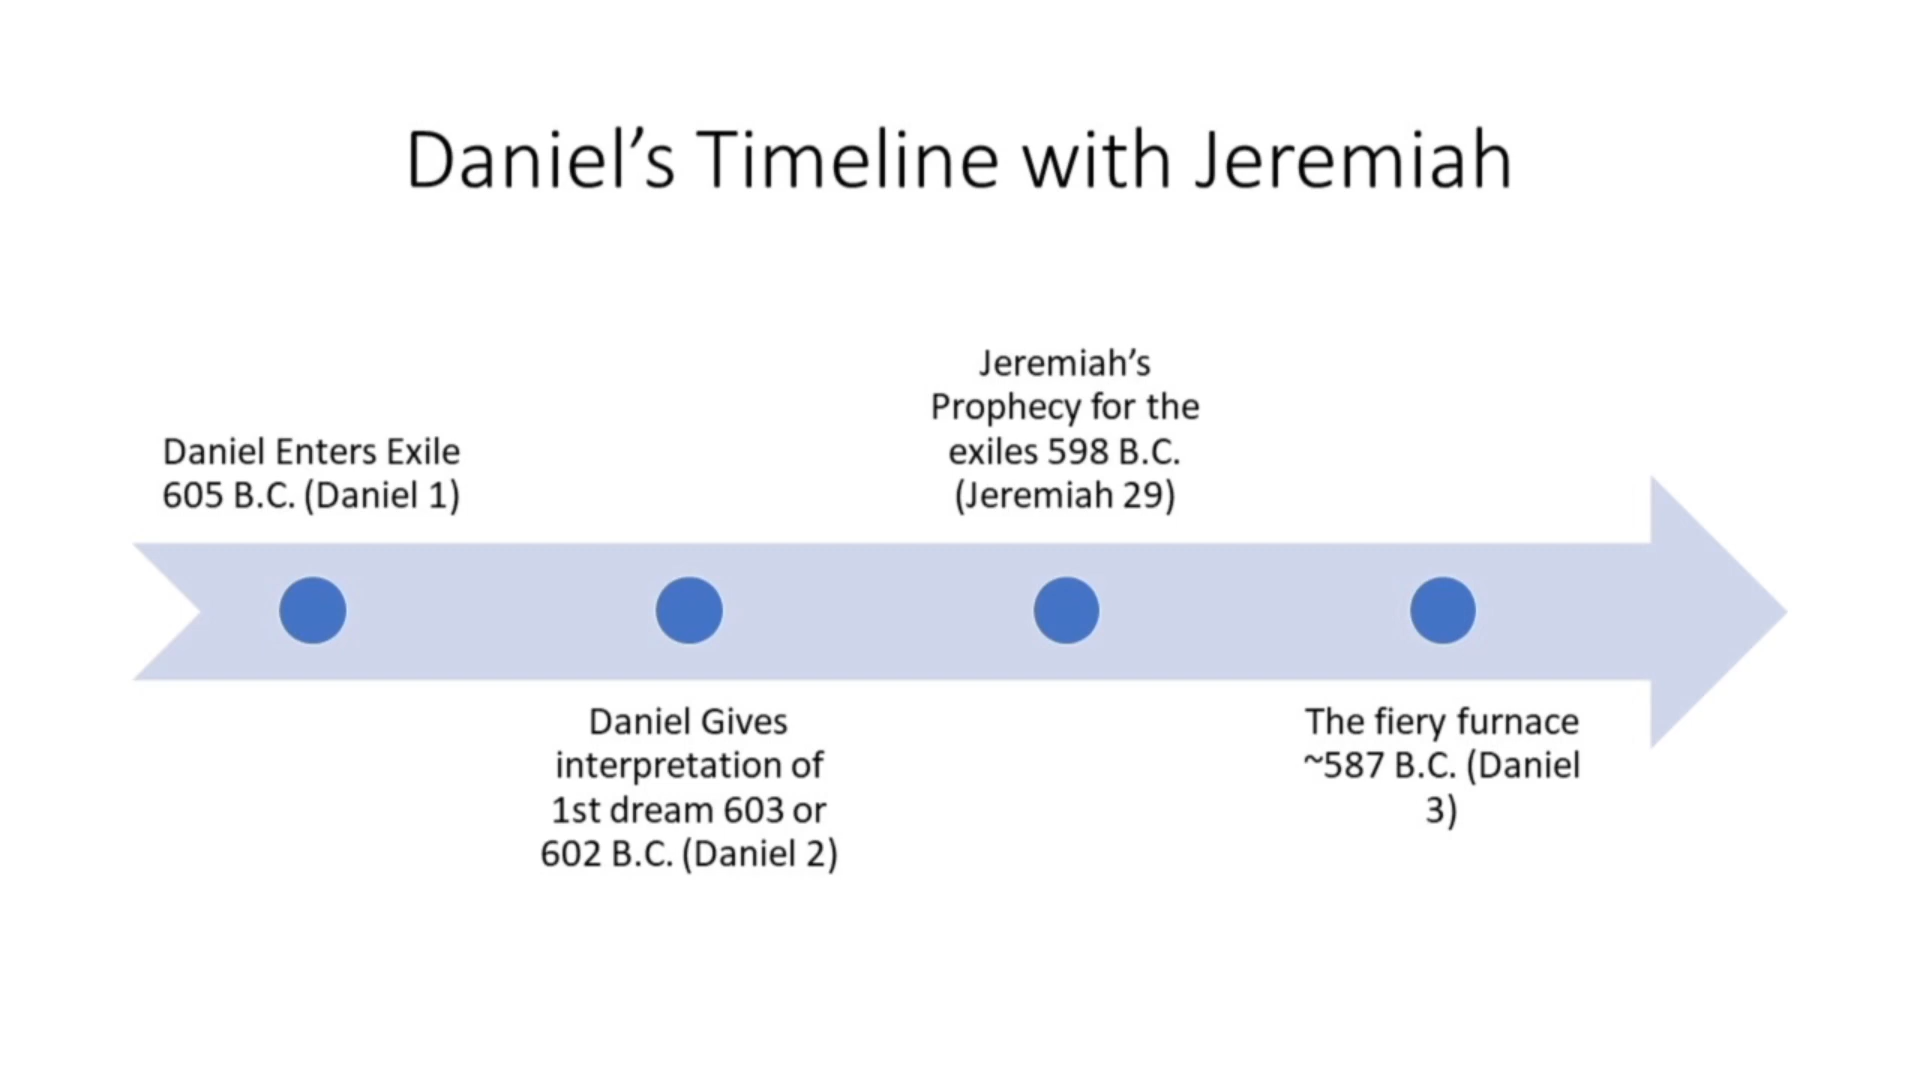 Daniel’s Timeline with Jeremiah
Daniel Enters Exile
605 B.C. (Daniel 1)
Daniel Gives
interpretation of
1st dream 603 or
602 B.C. (Daniel 2)
Jeremiah’s
Prophecy for the
exiles 598 B.C.
(Jeremiah 29)
The fiery furnace
~587 B.C. (Daniel
3)